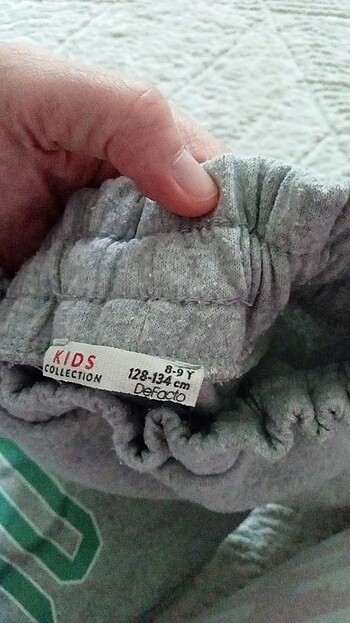 KIDS
COLLECTION
8-9 Y
128-134 cm
DeFacto